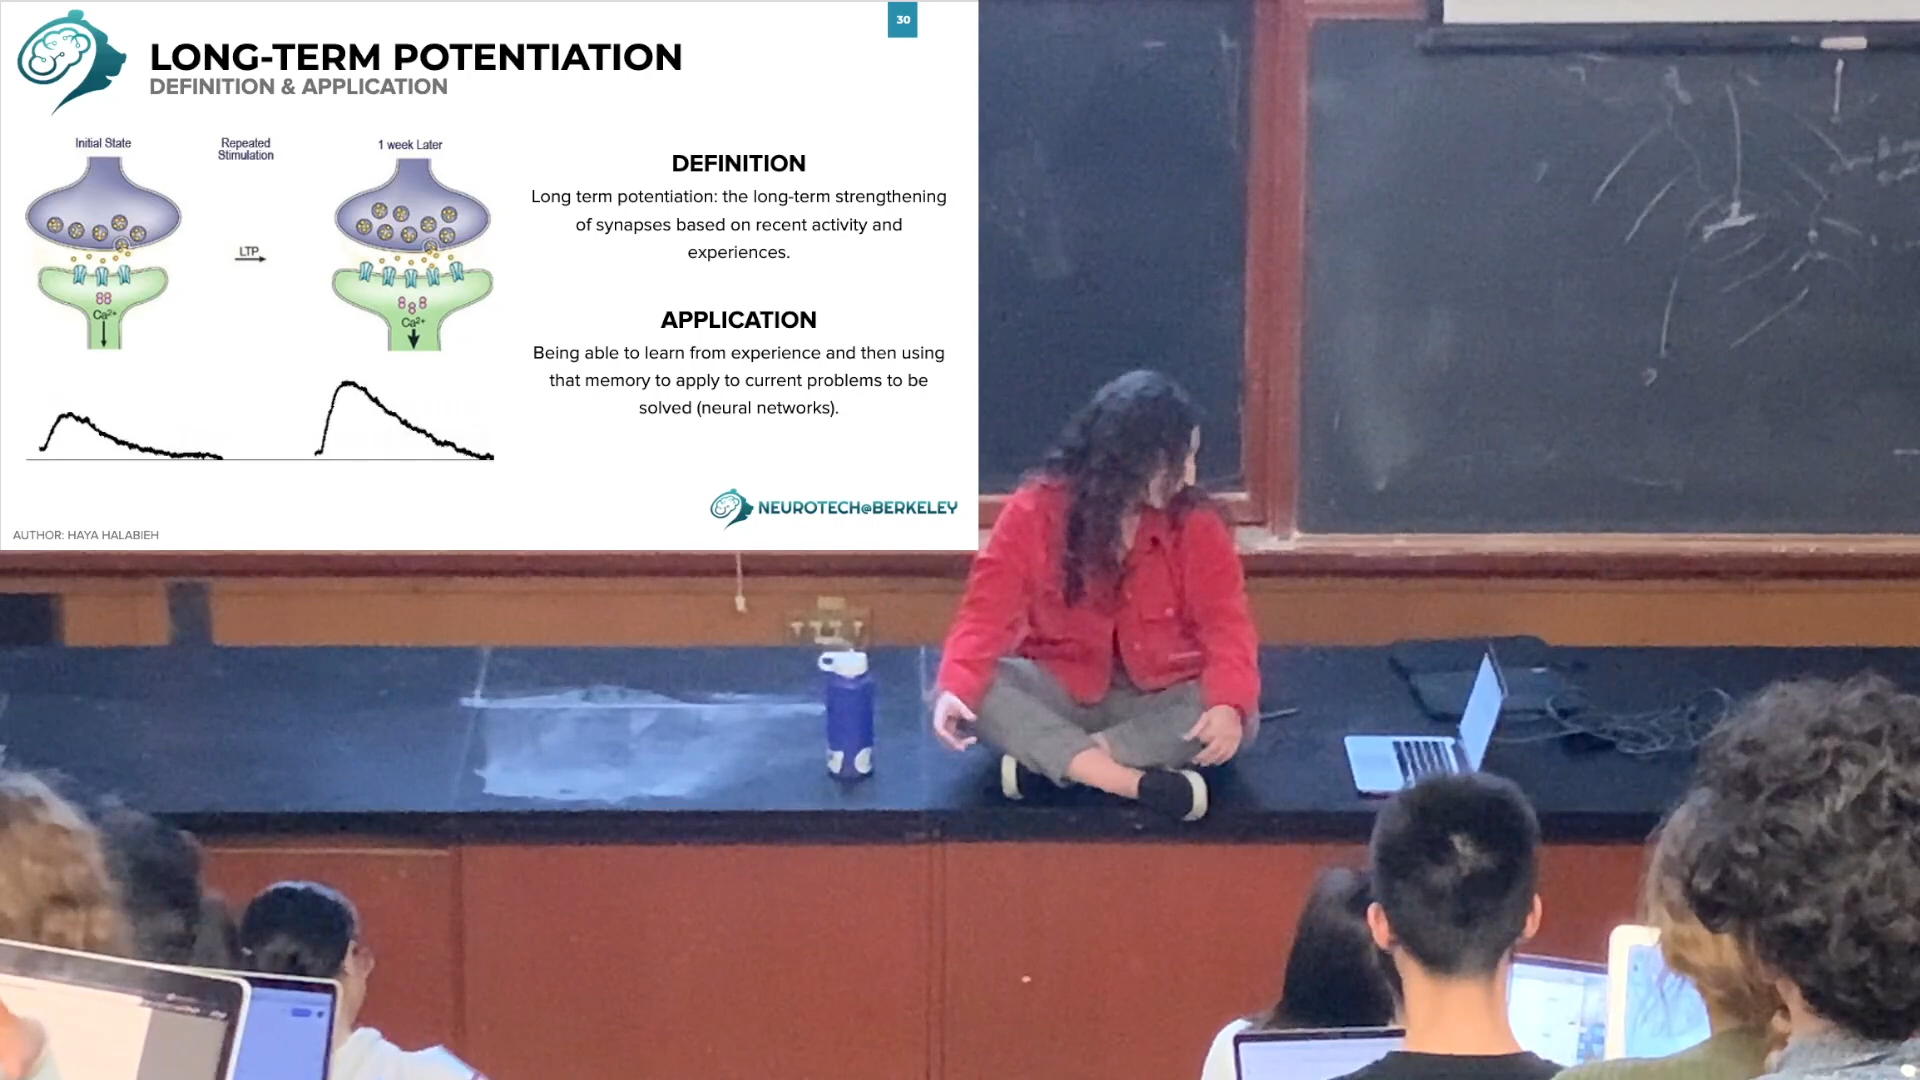 30
LONG-TERM POTENTIATION
DEFINITION & APPLICATION
Initial State
Repeated
Stimulation
1 week Later
LTP
Ca²⁺
Ca²⁺
DEFINITION
Long term potentiation: the long-term strengthening
of synapses based on recent activity and
experiences.
APPLICATION
Being able to learn from experience and then using
that memory to apply to current problems to be
solved (neural networks).
NEUROTECH@BERKELEY
AUTHOR: HAYA HALABIEH